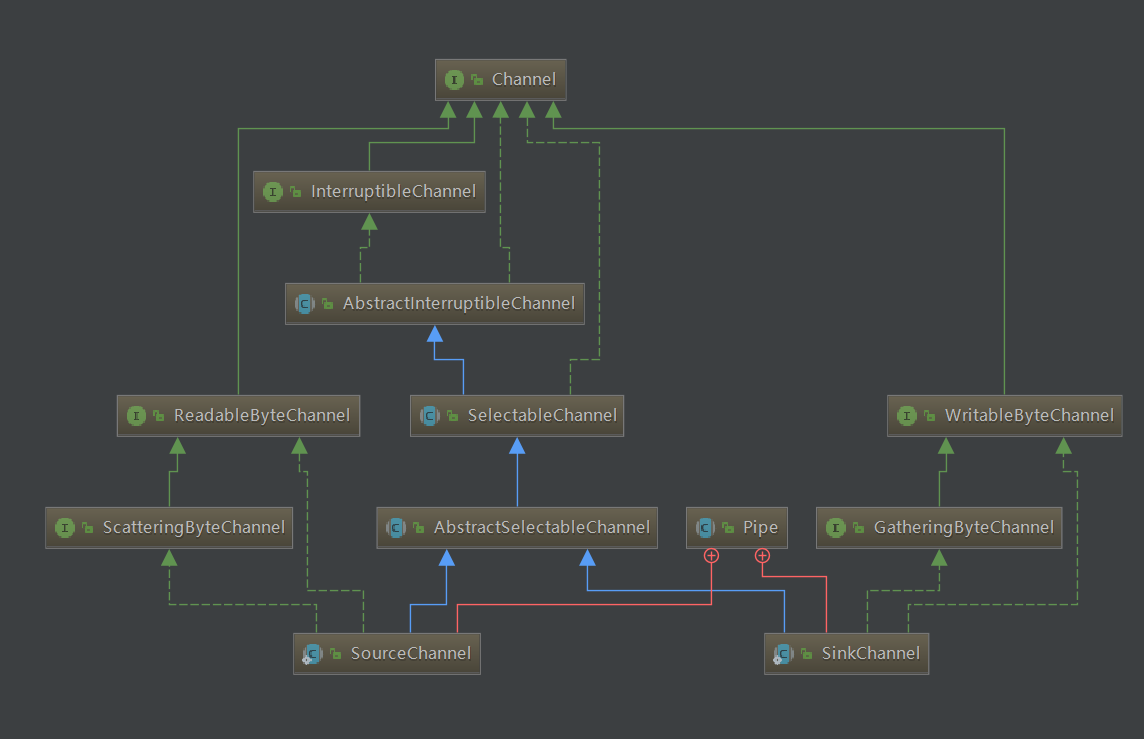 Channel
InterruptibleChannel
AbstractInterruptibleChannel
ReadableByteChannel
SelectableChannel
WritableByteChannel
ScatteringByteChannel
AbstractSelectableChannel
Pipe
GatheringByteChannel
SourceChannel
SinkChannel